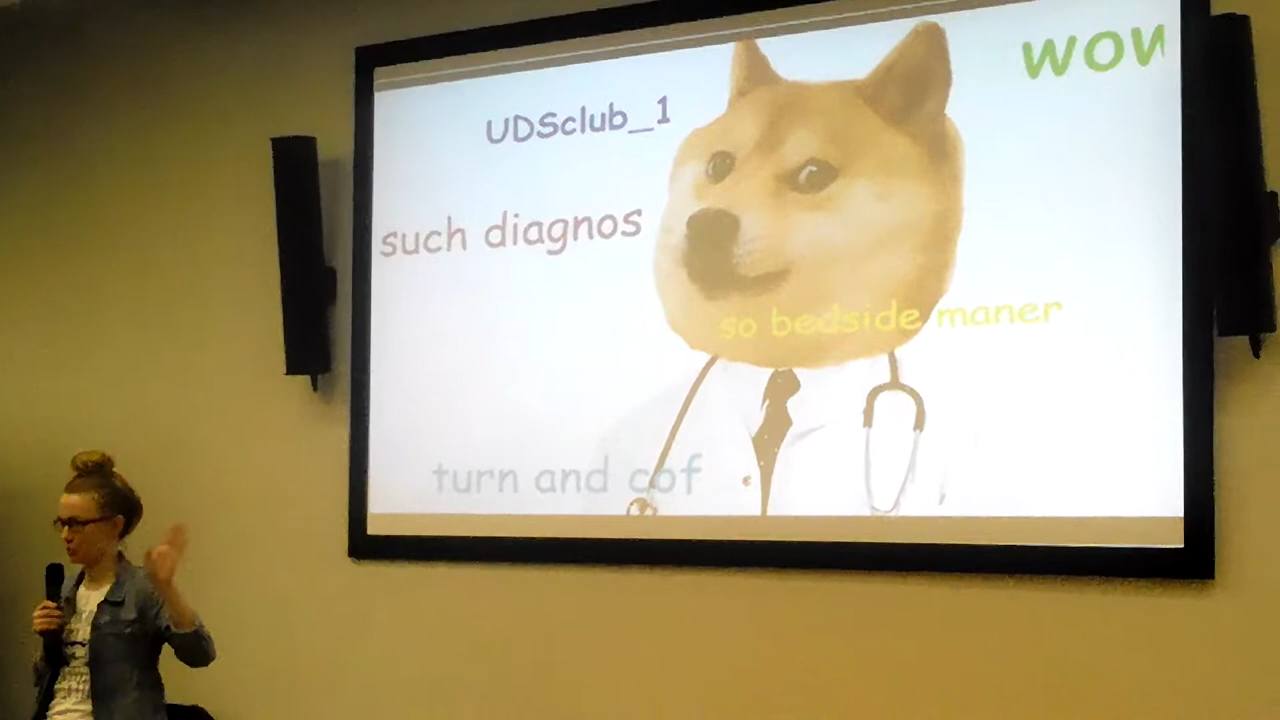 wow
UDSclub_1
such diagnos
so bedside maner
turn and cof